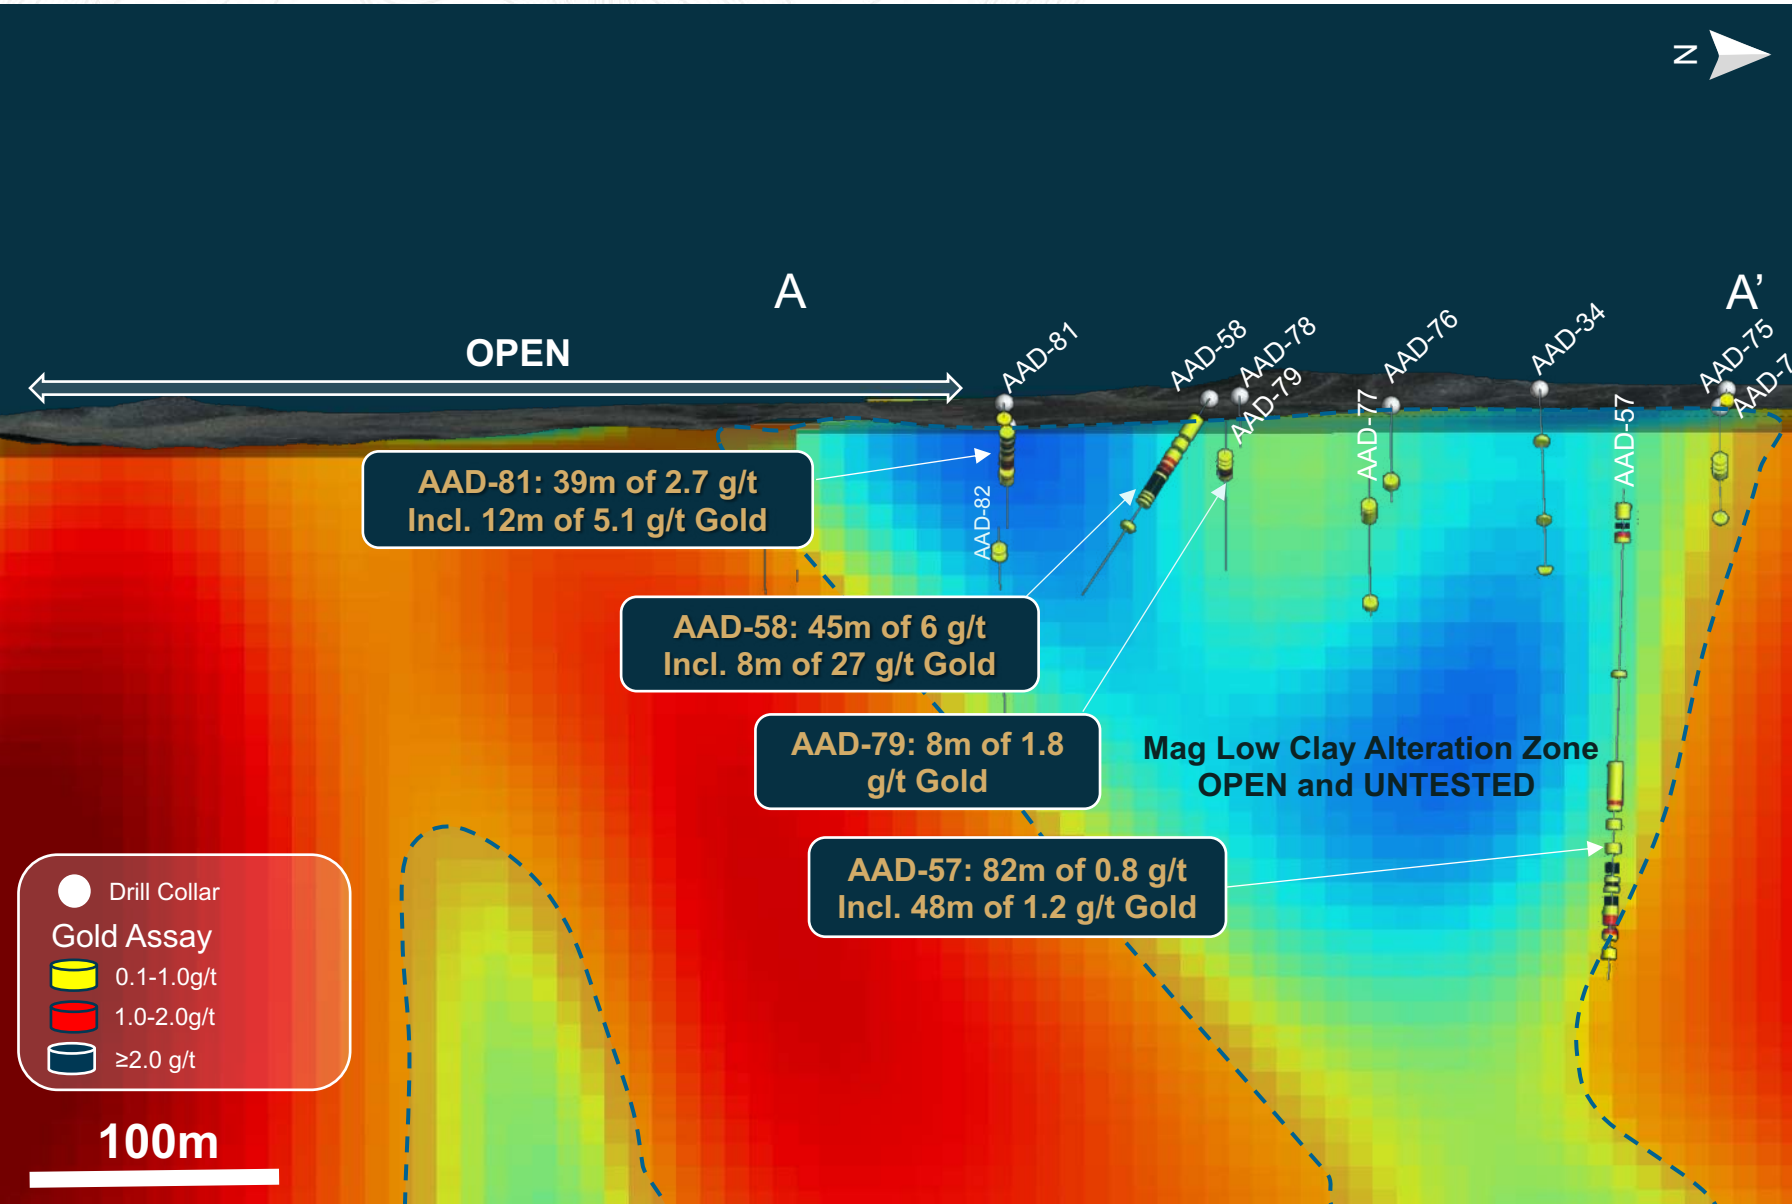 N
A
A’
OPEN
AAD-81
AAD-58
AAD-78
AAD-79
AAD-76
AAD-77
AAD-34
AAD-57
AAD-75
AAD-7
AAD-82
AAD-81: 39m of 2.7 g/t
Incl. 12m of 5.1 g/t Gold
AAD-58: 45m of 6 g/t
Incl. 8m of 27 g/t Gold
AAD-79: 8m of 1.8
g/t Gold
Mag Low Clay Alteration Zone
OPEN and UNTESTED
AAD-57: 82m of 0.8 g/t
Incl. 48m of 1.2 g/t Gold
Drill Collar
Gold Assay
0.1-1.0g/t
1.0-2.0g/t
≥2.0 g/t
100m